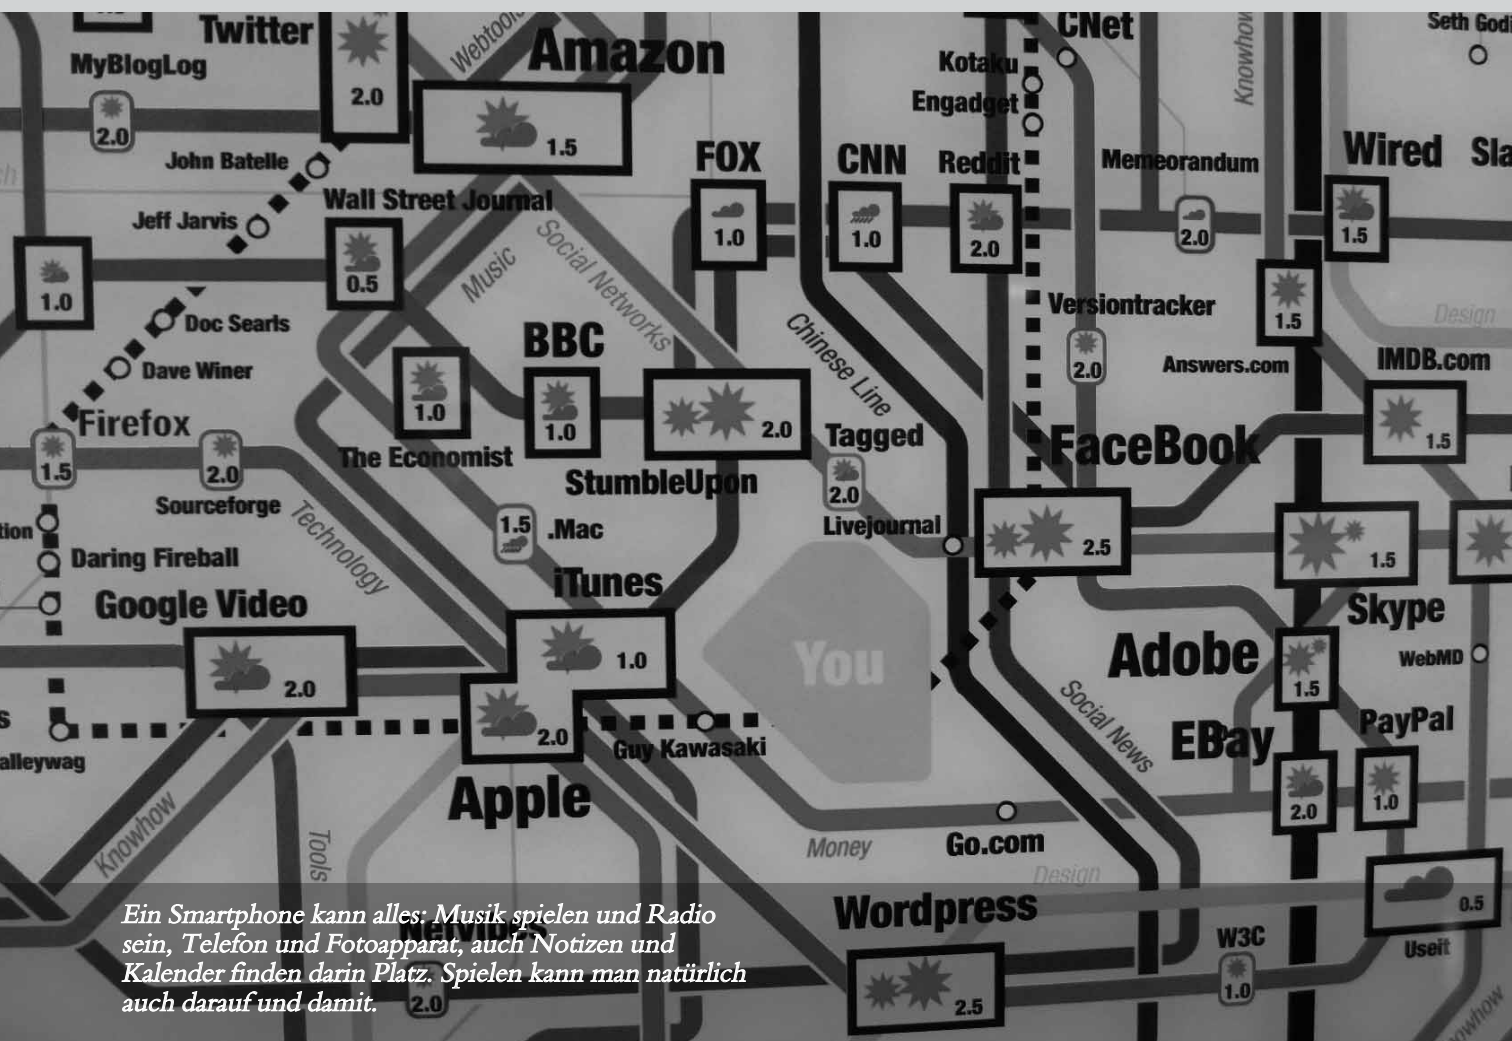 Twitter
MyBlogLog
2.0
2.0
Webtools
Amazon
1.5
CNet
Kotaku
Engadget
Knowhow
John Batelle
Jeff Jarvis
Wall Street Journal
0.5
1.0
FOX
1.0
CNN
1.0
Reddit
2.0
Memeorandum
2.0
Wired
1.5
Music
Social Networks
Doc Searls
Dave Winer
BBC
1.0
The Economist
1.0
StumbleUpon
2.0
Chinese Line
Versiontracker
2.0
Answers.com
1.5
Design
IMDB.com
1.5
Firefox
1.5
2.0
Sourceforge
Technology
Tagged
2.0
Livejournal
FaceBook
2.5
1.5
Skype
1.5
.Mac
Daring Fireball
Google Video
2.0
iTunes
1.0
2.0
Apple
Guy Kawasaki
You
Adobe
1.5
WebMD
EBay
2.0
PayPal
1.0
Social News
Knowhow
Tools
Money
Go.com
Design
Wordpress
2.5
W3C
1.0
0.5
Useit
Netvibes
2.0
Ein Smartphone kann alles: Musik spielen und Radio
sein, Telefon und Fotoapparat, auch Notizen und
Kalender finden darin Platz. Spielen kann man natürlich
auch darauf und damit.